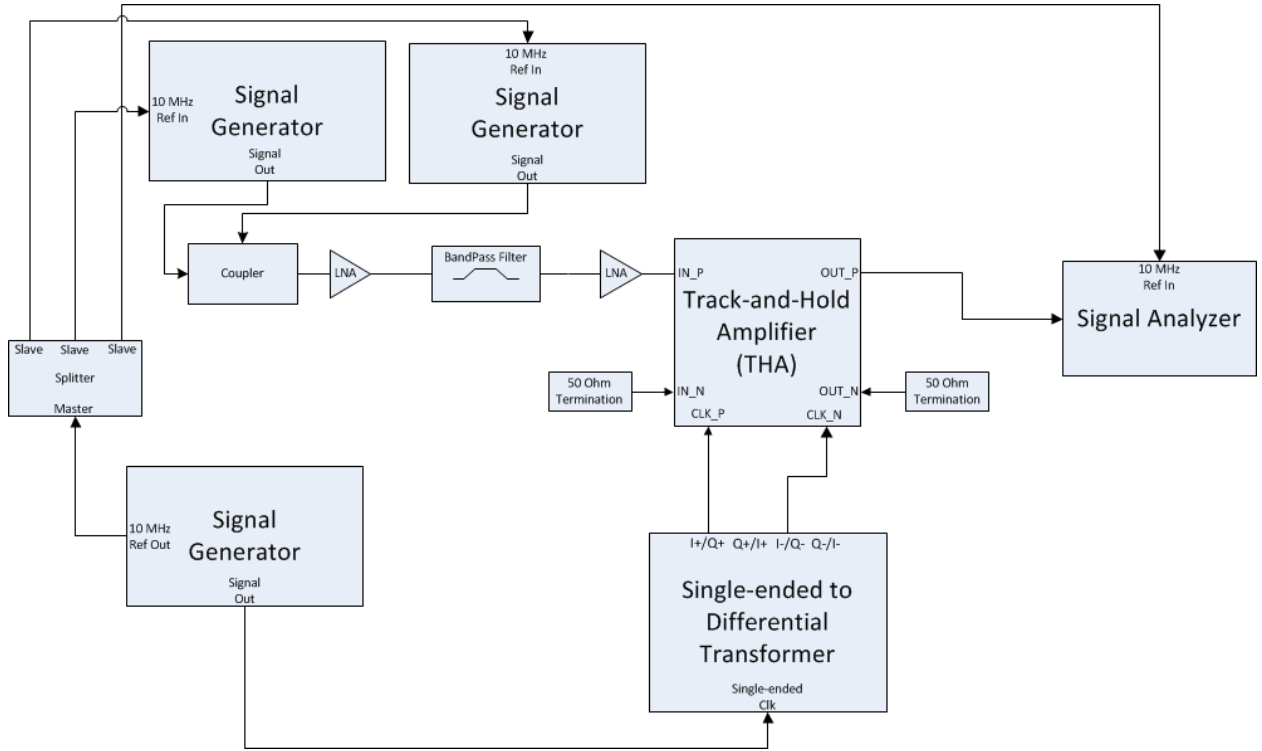 10 MHz
Ref In
Signal
Generator
Signal
Out
10 MHz
Ref In
Signal
Generator
Signal
Out
Coupler
LNA
BandPass Filter
LNA
IN_P
OUT_P
Track-and-Hold
Amplifier
(THA)
IN_N
OUT_N
CLK_P
CLK_N
10 MHz
Ref In
Signal Analyzer
50 Ohm
Termination
50 Ohm
Termination
Slave
Slave
Slave
Splitter
Master
10 MHz
Ref Out
Signal
Generator
Signal
Out
I+/Q+ Q+/I+ I-/Q- Q-/I-
Single-ended to
Differential
Transformer
Single-ended
Clk